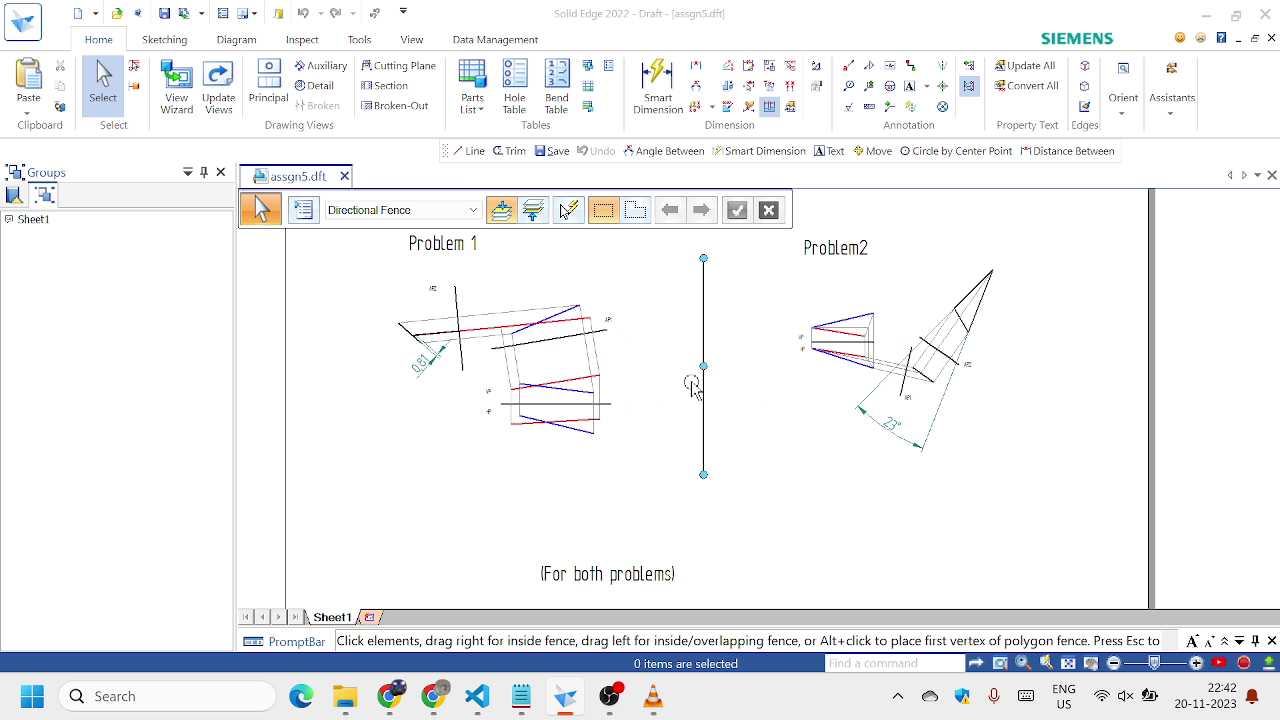 Solid Edge 2022 - Draft - [assgn5.dft]
Home
Sketching
Diagram
Inspect
Tools
View
Data Management
SIEMENS
Paste
Clipboard
Select
Select
View Wizard
Update Views
Principal
Auxiliary
Detail
Broken
Cutting Plane
Section
Broken-Out
Drawing Views
Parts List
Hole Table
Bend Table
Tables
Smart Dimension
Dimension
Annotation
Update All
Convert All
Property Text
Edges
Orient
Assistants
Line
Trim
Save
Undo
Angle Between
Smart Dimension
Text
Move
Circle by Center Point
Distance Between
Groups
assgn5.dft
Sheet1
Directional Fence
Problem 1
Problem2
0.81
23°
(For both problems)
Sheet1
PromptBar
Click elements, drag right for inside fence, drag left for inside/overlapping fence, or Alt+click to place first vertex of polygon fence. Press Esc to
0 items are selected
Find a command
Search
ENG
US
22:42
20-11-2023